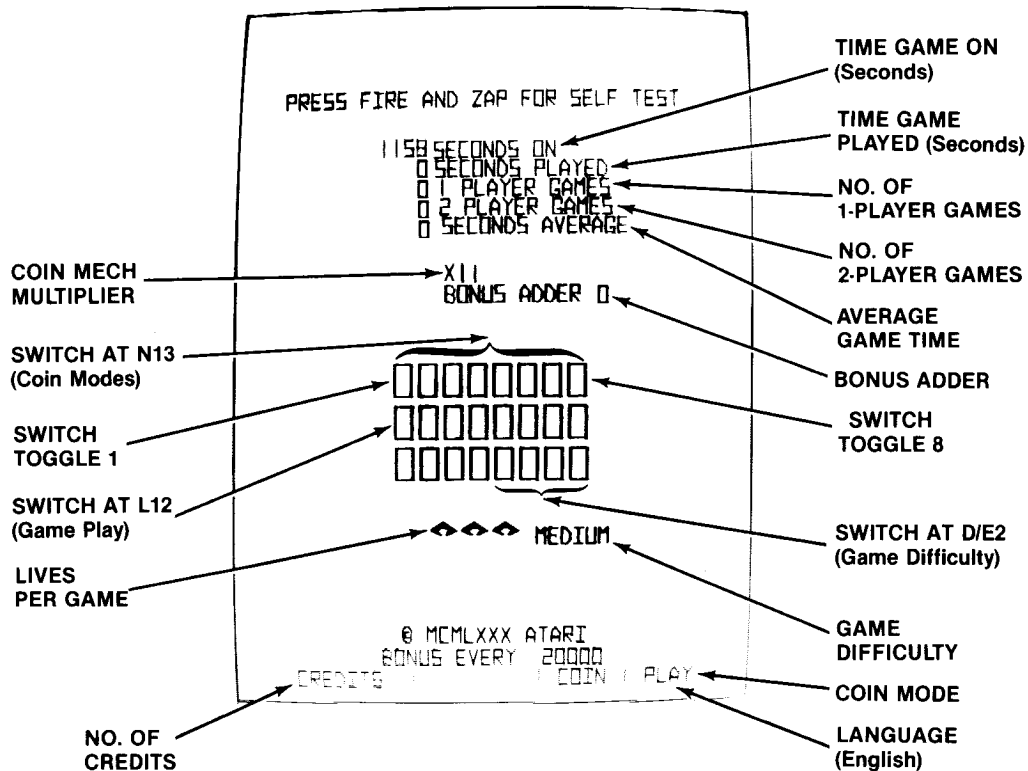 PRESS FIRE AND ZAP FOR SELF TEST
1158 SECONDS ON
0 SECONDS PLAYED
0 1 PLAYER GAMES
0 2 PLAYER GAMES
0 SECONDS AVERAGE
X11
BONUS ADDER 0
MEDIUM
© MCMLXXX ATARI
BONUS EVERY 20000
CREDITS 1 1 COIN 1 PLAY
COIN MECH
MULTIPLIER
SWITCH AT N13
(Coin Modes)
SWITCH
TOGGLE 1
SWITCH AT L12
(Game Play)
LIVES
PER GAME
NO. OF
CREDITS
TIME GAME ON
(Seconds)
TIME GAME
PLAYED (Seconds)
NO. OF
1-PLAYER GAMES
NO. OF
2-PLAYER GAMES
AVERAGE
GAME TIME
BONUS ADDER
SWITCH
TOGGLE 8
SWITCH AT D/E2
(Game Difficulty)
GAME
DIFFICULTY
COIN MODE
LANGUAGE
(English)